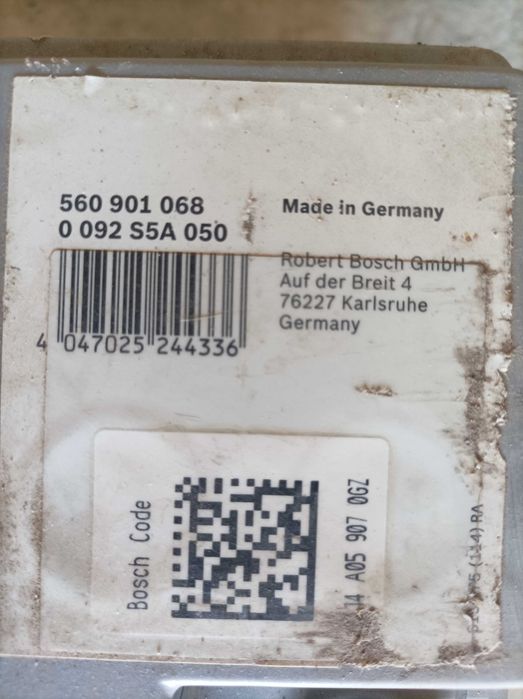 560 901 068
0 092 S5A 050
Made in Germany
Robert Bosch GmbH
Auf der Breit 4
76227 Karlsruhe
Germany
4 047025 244336
Bosch Code
A05 907 0GZ